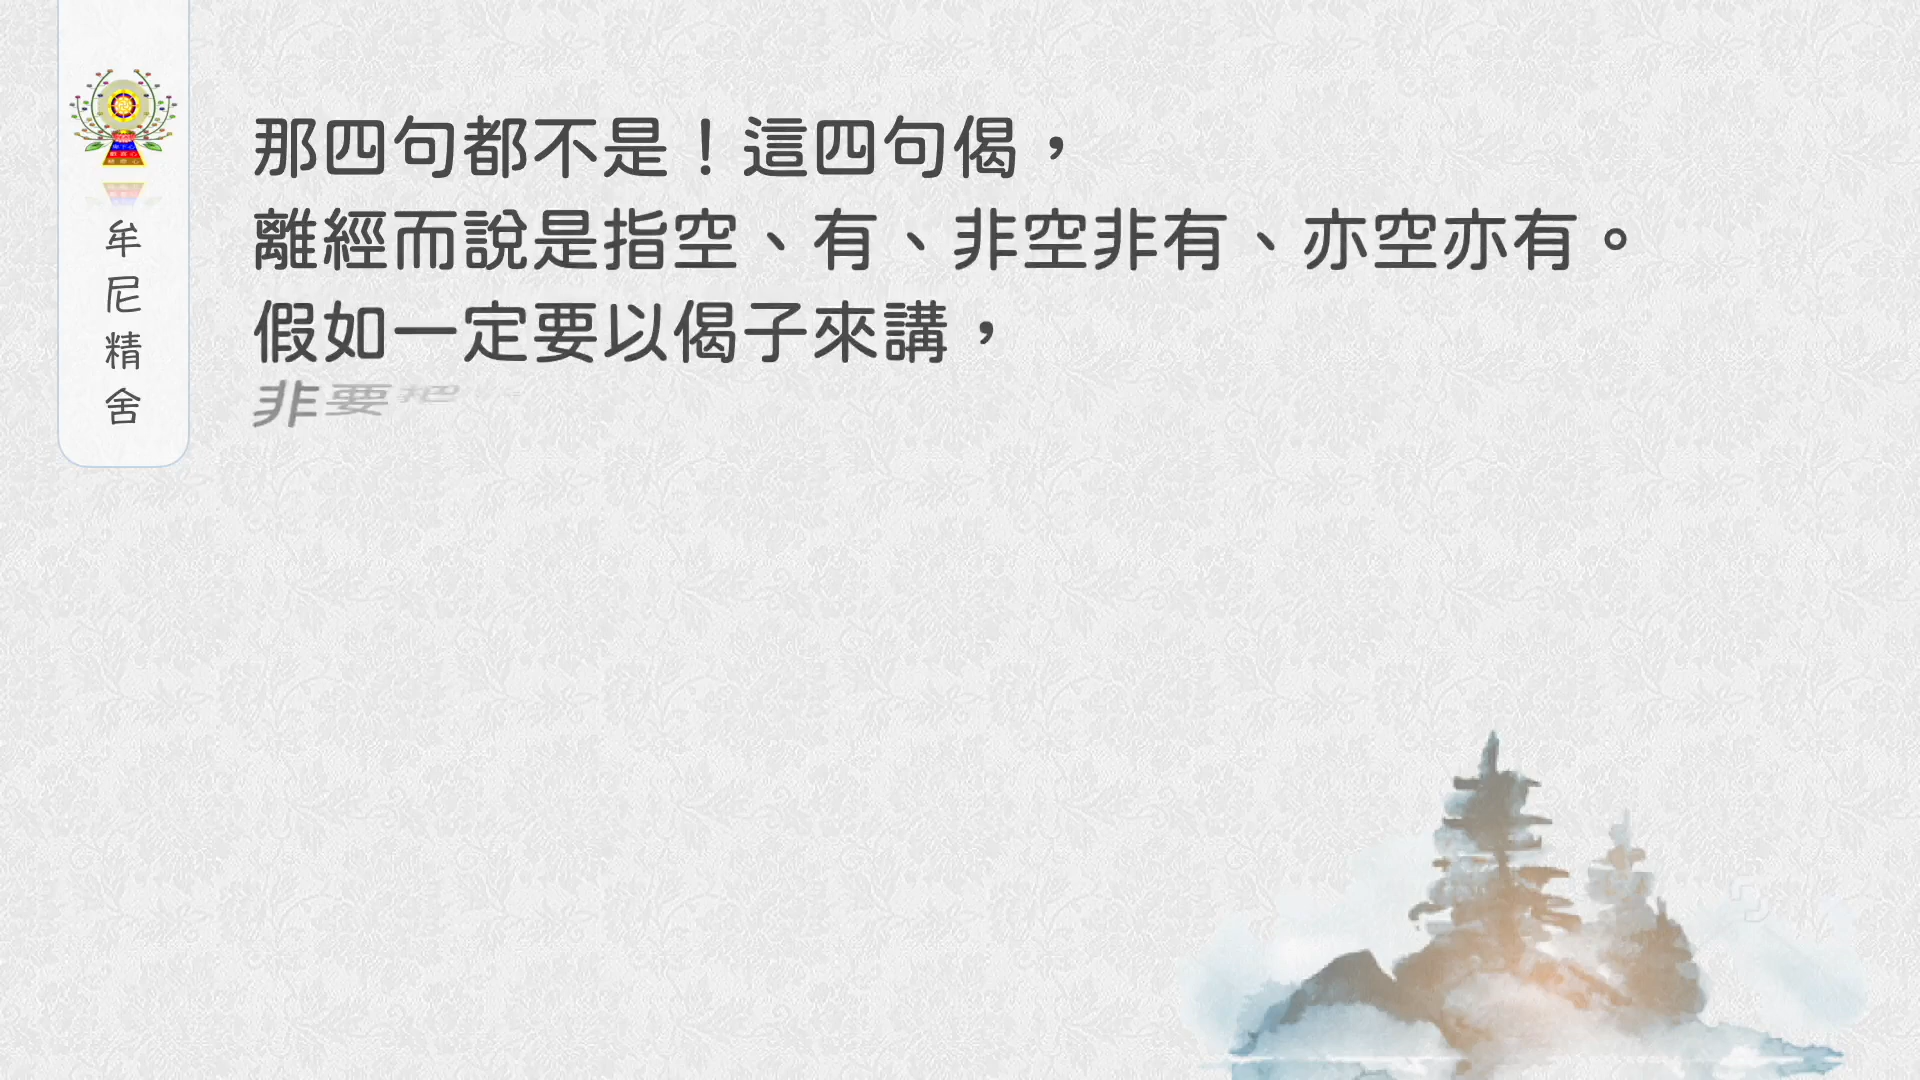 牟尼精舍
那四句都不是！這四句偈，
離經而說是指空、有、非空非有、亦空亦有。
假如一定要以偈子來講，
非要把